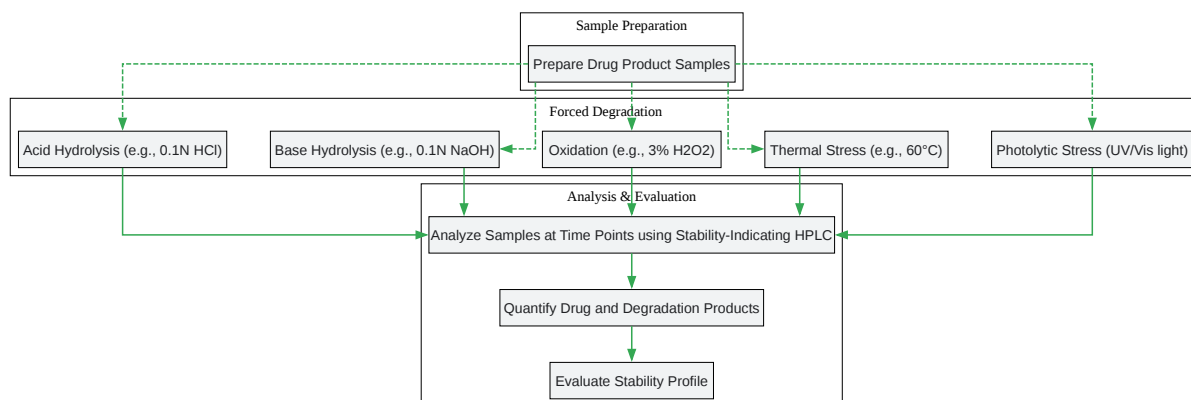 Sample Preparation
Prepare Drug Product Samples
Forced Degradation
Acid Hydrolysis (e.g., 0.1N HCl)
Base Hydrolysis (e.g., 0.1N NaOH)
Oxidation (e.g., 3% H2O2)
Thermal Stress (e.g., 60°C)
Photolytic Stress (UV/Vis light)
Analysis & Evaluation
Analyze Samples at Time Points using Stability-Indicating HPLC
Quantify Drug and Degradation Products
Evaluate Stability Profile